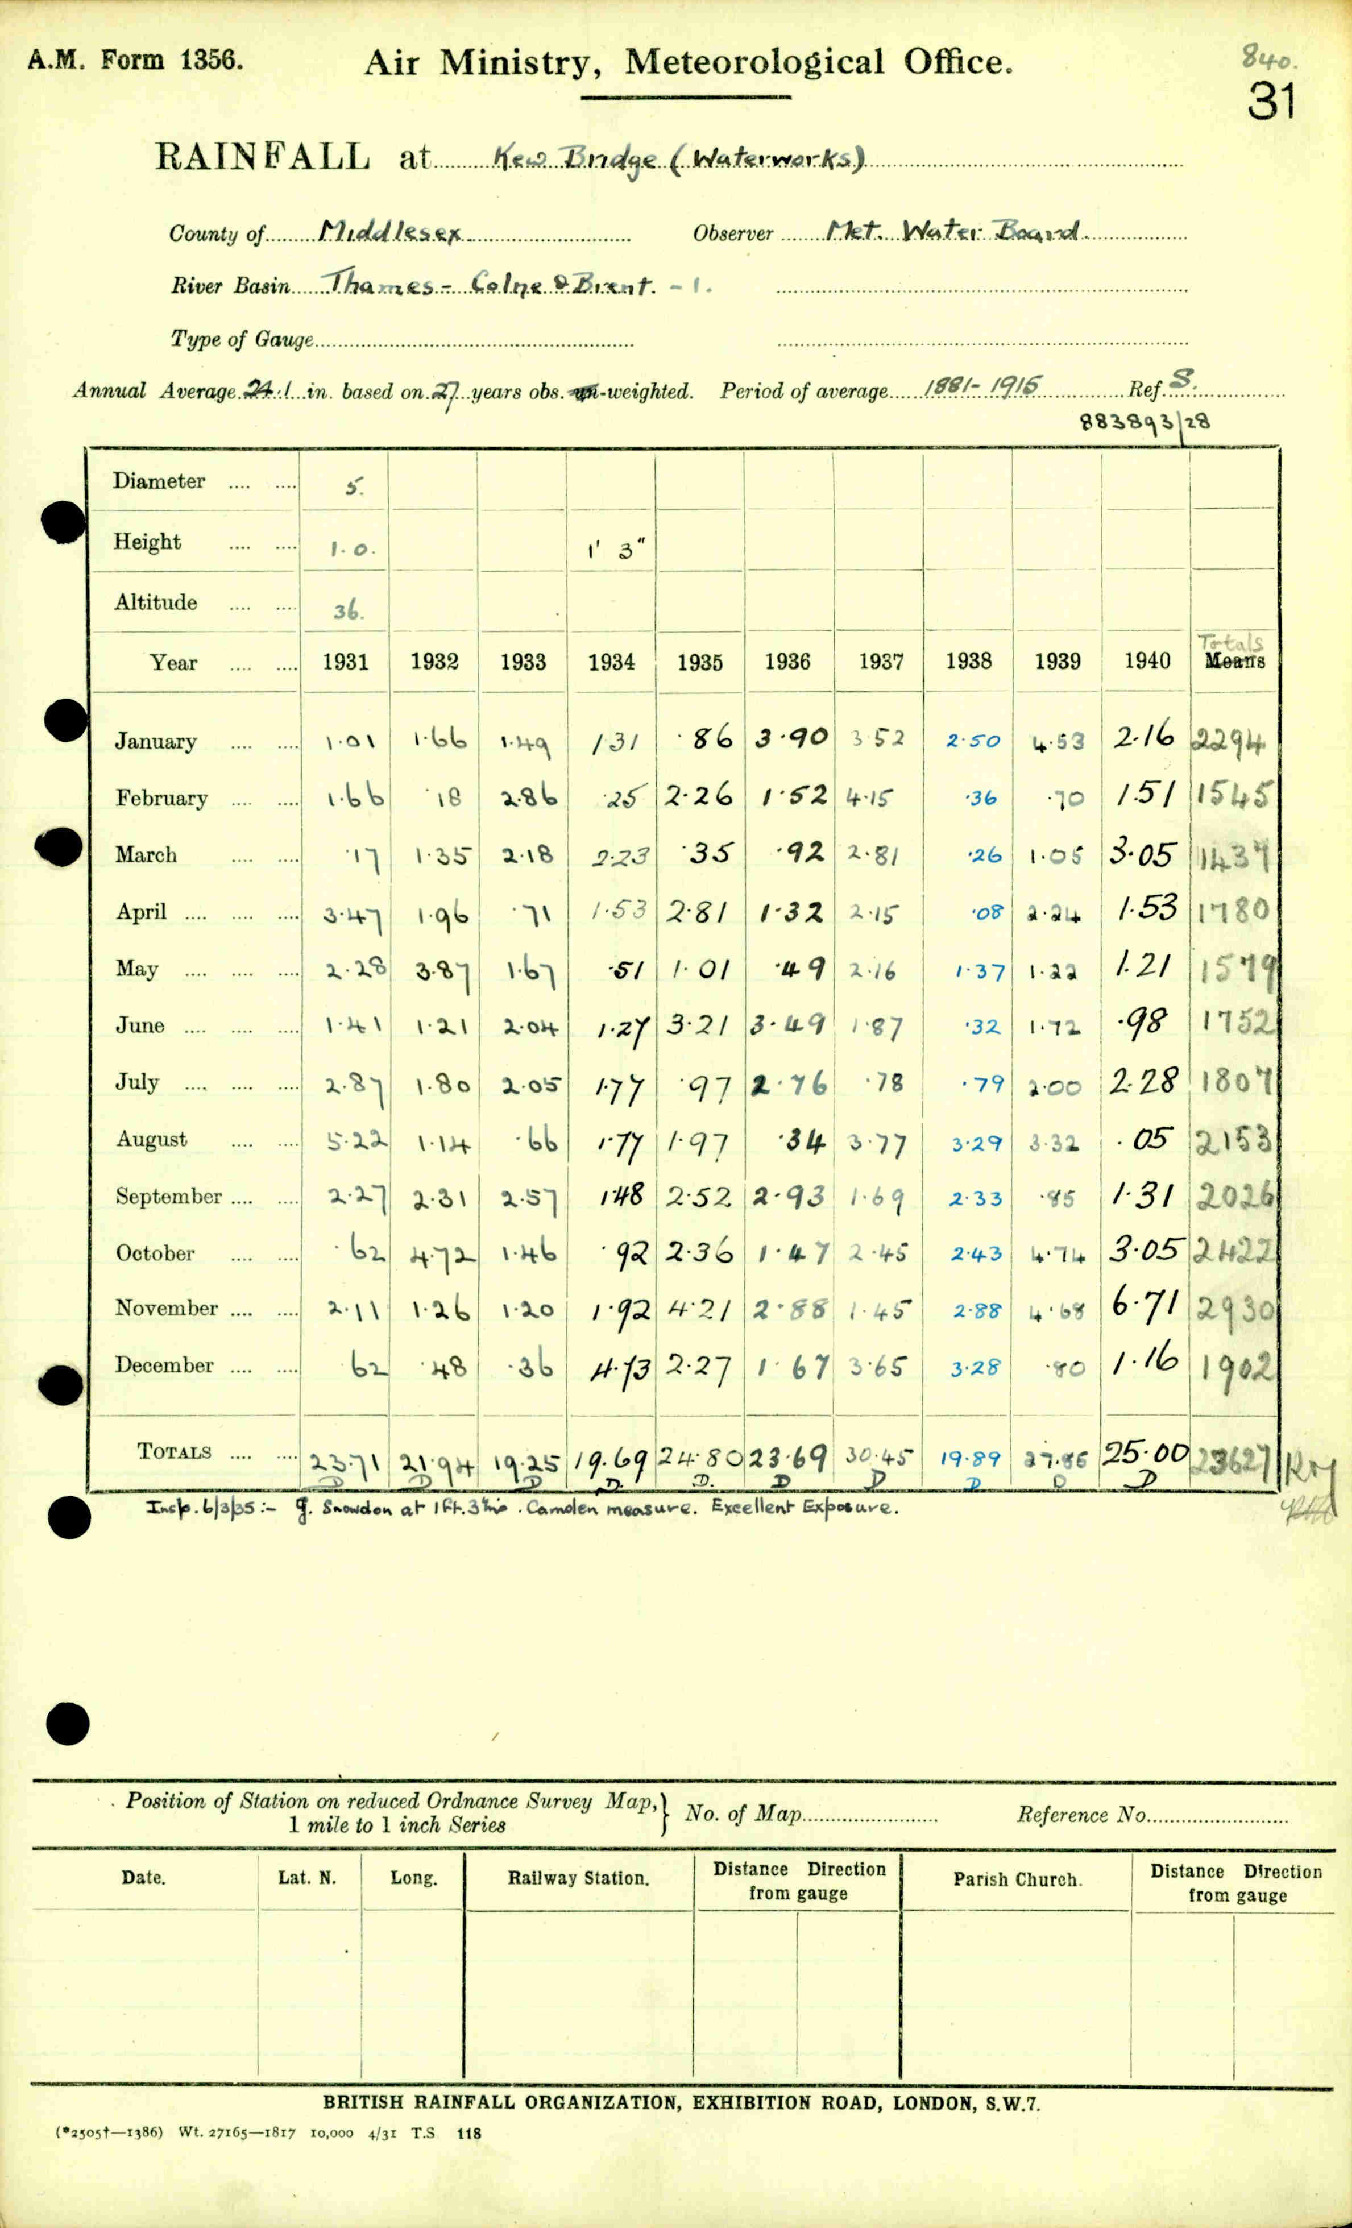 A.M. Form 1356.
Air Ministry, Meteorological Office.
840.
31
RAINFALL at Kew Bridge (Waterworks)
County of Middlesex Observer Met. Water Board.
River Basin Thames - Colne & Brent. - 1.
Type of Gauge
Annual Average 24.1 in. based on 27 years obs. un-weighted. Period of average 1881-1915 Ref. S.
883893/28
Diameter 5.
Height 1.0. 1' 3"
Altitude 36.
Totals
Year 1931 1932 1933 1934 1935 1936 1937 1938 1939 1940 Means
January 1.01 1.66 1.49 1.31 .86 3.90 3.52 2.50 4.53 2.16 2294
February 1.66 .18 2.86 .25 2.26 1.52 4.15 .36 .70 1.51 1545
March .17 1.35 2.18 2.23 .35 .92 2.81 .26 1.05 3.05 1437
April 3.47 1.96 .71 1.53 2.81 1.32 2.15 .08 2.24 1.53 1780
May 2.28 3.87 1.67 .51 1.01 .49 2.16 1.37 1.22 1.21 1579
June 1.41 1.21 2.04 1.27 3.21 3.49 1.87 .32 1.72 .98 1752
July 2.87 1.80 2.05 1.77 .97 2.76 .78 .79 2.00 2.28 1807
August 5.22 1.14 .66 1.77 1.97 .34 3.77 3.29 3.32 .05 2153
September 2.27 2.31 2.57 1.48 2.52 2.93 1.69 2.33 .85 1.31 2026
October .62 4.72 1.46 .92 2.36 1.47 2.45 2.43 4.74 3.05 2422
November 2.11 1.26 1.20 1.92 4.21 2.88 1.45 2.88 4.68 6.71 2930
December 62 .48 .36 4.73 2.27 1.67 3.65 3.28 .80 1.16 1902
TOTALS 23.71 21.94 19.25 19.69 24.80 23.69 30.45 19.89 27.85 25.00 23627
D D D D. D. D D D D D
Insp. 6/3/35:- g. Snowdon at 1ft. 3ins. Camden measure. Excellent Exposure.
Position of Station on reduced Ordnance Survey Map,
1 mile to 1 inch Series
No. of Map
Reference No.
Date. Lat. N. Long. Railway Station. Distance Direction from gauge Parish Church. Distance Direction from gauge
BRITISH RAINFALL ORGANIZATION, EXHIBITION ROAD, LONDON, S.W.7.
(*2505†—1386) Wt. 27165—1817 10,000 4/31 T.S 118